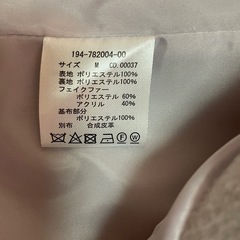 194-782004-00
サイズ M CD.00037
表地 ポリエステル100%
裏地 ポリエステル100%
フェイクファー
ポリエステル 60%
アクリル 40%
基布部分
ポリエステル100%
別布 合成皮革